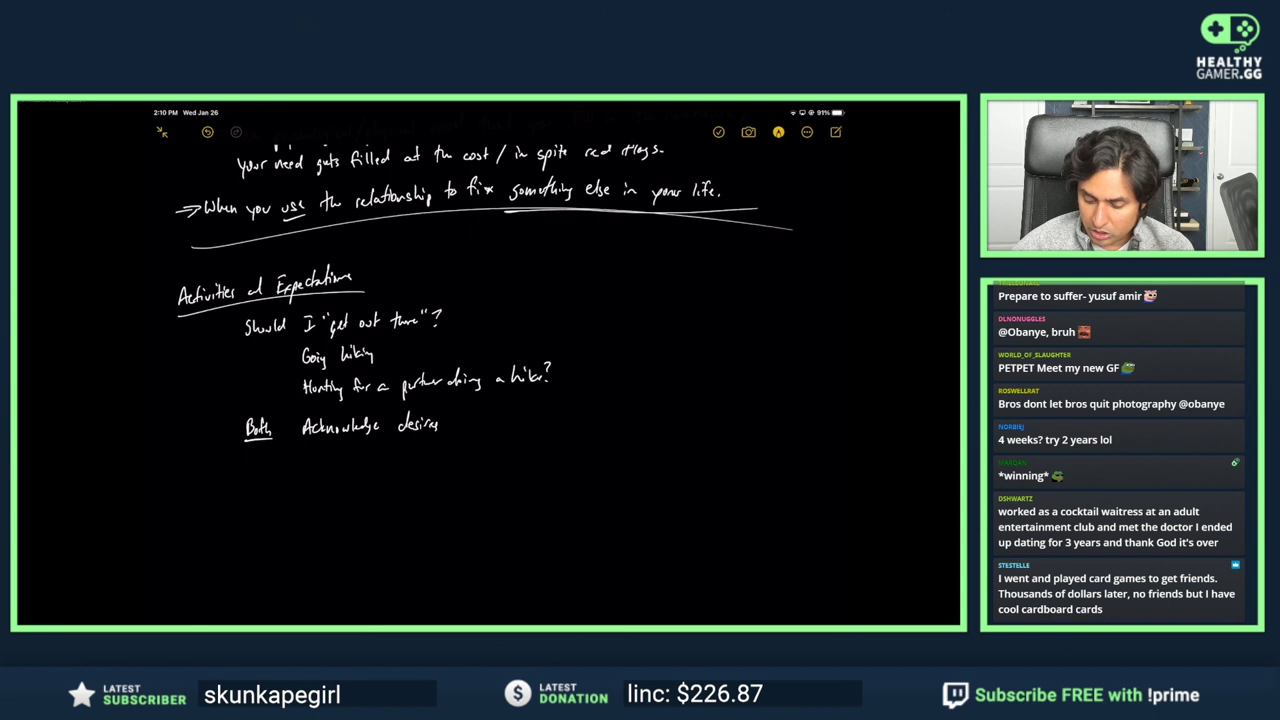 HEALTHY
GAMER.GG
2:10 PM Wed Jan 26
91%
your need gets filled at the cost / in spite red flags.
→ When you use the relationship to fix something else in your life.
Activities and Expectations
Should I "get out there"?
Going hiking
Hunting for a partner doing a hike?
Both Acknowledge desires
Prepare to suffer- yusuf amir
DLNONUGGLES
@Obanye, bruh
WORLD_OF_SLAUGHTER
PETPET Meet my new GF
ROSWELLRAT
Bros dont let bros quit photography @obanye
NORBIEJ
4 weeks? try 2 years lol
*winning*
DSHWARTZ
worked as a cocktail waitress at an adult
entertainment club and met the doctor I ended
up dating for 3 years and thank God it's over
STESTELLE
I went and played card games to get friends.
Thousands of dollars later, no friends but I have
cool cardboard cards
LATEST
SUBSCRIBER
skunkapegirl
LATEST
DONATION
linc: $226.87
Subscribe FREE with !prime